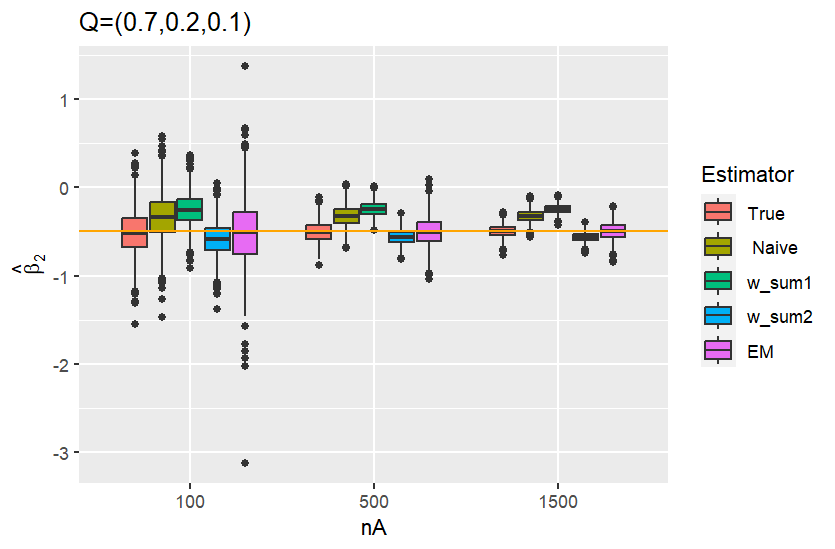 Q=(0.7,0.2,0.1)
1
0
-1
-2
-3
β̂₂
100
500
1500
nA
Estimator
True
Naive
w_sum1
w_sum2
EM